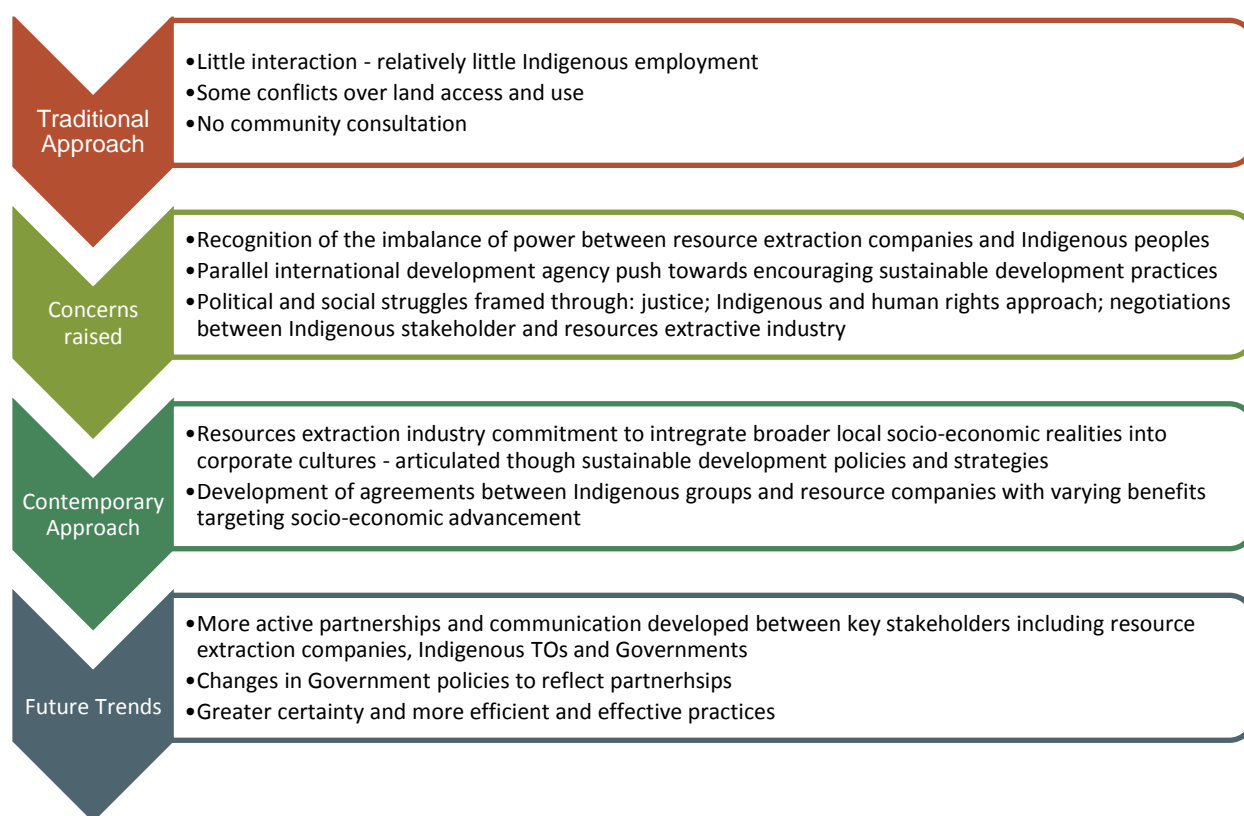 Traditional
Approach
•Little interaction - relatively little Indigenous employment
•Some conflicts over land access and use
•No community consultation
Concerns
raised
•Recognition of the imbalance of power between resource extraction companies and Indigenous peoples
•Parallel international development agency push towards encouraging sustainable development practices
•Political and social struggles framed through: justice; Indigenous and human rights approach; negotiations
between Indigenous stakeholder and resources extractive industry
Contemporary
Approach
•Resources extraction industry commitment to intregrate broader local socio-economic realities into
corporate cultures - articulated though sustainable development policies and strategies
•Development of agreements between Indigenous groups and resource companies with varying benefits
targeting socio-economic advancement
Future Trends
•More active partnerships and communication developed between key stakeholders including resource
extraction companies, Indigenous TOs and Governments
•Changes in Government policies to reflect partnerhsips
•Greater certainty and more efficient and effective practices